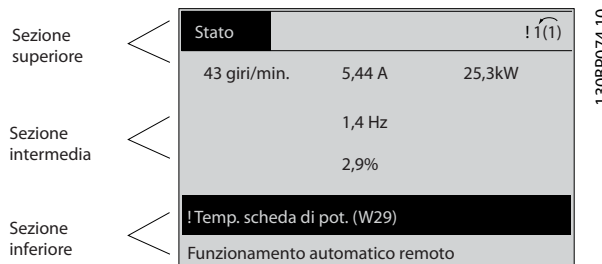 Sezione
superiore
Stato
! 1(1)
43 giri/min.
5,44 A
25,3kW
Sezione
intermedia
1,4 Hz
2,9%
Sezione
inferiore
! Temp. scheda di pot. (W29)
Funzionamento automatico remoto
130BP074.10